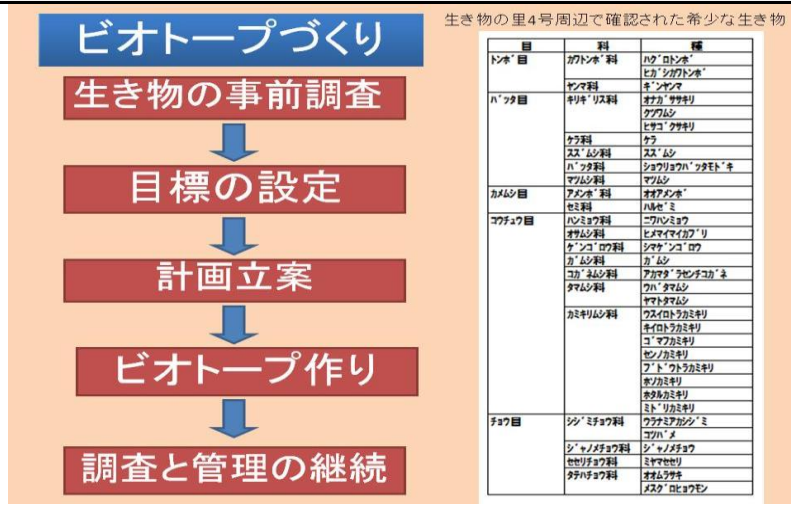 ビオトープづくり
生き物の事前調査
目標の設定
計画立案
ビオトープ作り
調査と管理の継続
生き物の里4号周辺で確認された希少な生き物
目 科 種
トンボ目 カワトンボ科 ハグロトンボ
ヒガシカワトンボ
ヤンマ科 ギンヤンマ
バッタ目 キリギリス科 オナガササキリ
クツワムシ
ヒサゴクサキリ
ケラ科 ケラ
スズムシ科 スズムシ
バッタ科 ショウリョウバッタモドキ
マツムシ科 マツムシ
カメムシ目 アメンボ科 オオアメンボ
セミ科 ハルゼミ
コウチュウ目 ハンミョウ科 ニワハンミョウ
オサムシ科 ヒメマイマイカブリ
ゲンゴロウ科 シマゲンゴロウ
ガムシ科 ガムシ
コガネムシ科 アカマダラセンチコガネ
タマムシ科 ウバタマムシ
ヤマトタマムシ
カミキリムシ科 ウスイロトラカミキリ
キイロトラカミキリ
ゴマフカミキリ
センノカミキリ
ブドウトラカミキリ
ホソカミキリ
ホタルカミキリ
ミドリカミキリ
チョウ目 シジミチョウ科 ウラナミアカシジミ
コツバメ
ジャノメチョウ科 ジャノメチョウ
セセリチョウ科 ミヤマセセリ
タテハチョウ科 オオムラサキ
メスグロヒョウモン